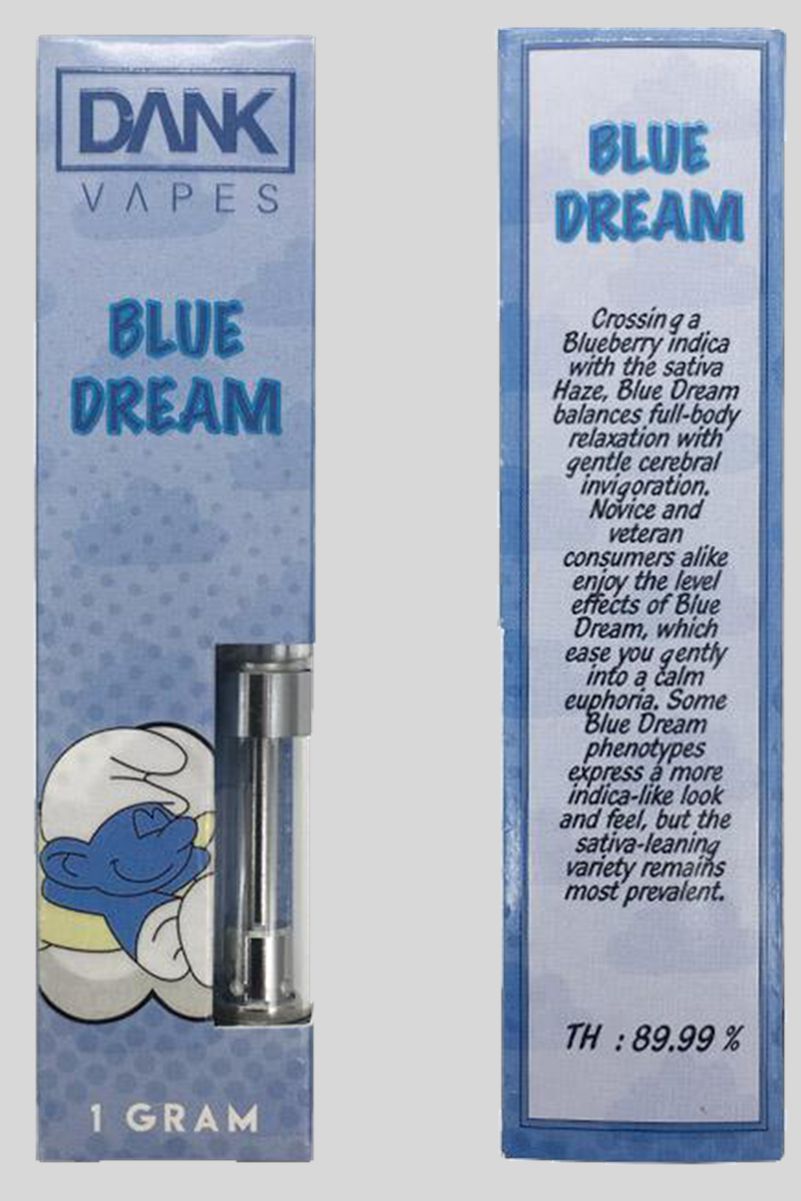 DANK
VAPES
BLUE
DREAM
1 GRAM
BLUE
DREAM
Crossing a
Blueberry indica
with the sativa
Haze, Blue Dream
balances full-body
relaxation with
gentle cerebral
invigoration.
Novice and
veteran
consumers alike
enjoy the level
effects of Blue
Dream, which
ease you gently
into a calm
euphoria. Some
Blue Dream
phenotypes
express a more
indica-like look
and feel, but the
sativa-leaning
variety remains
most prevalent.
TH : 89.99 %